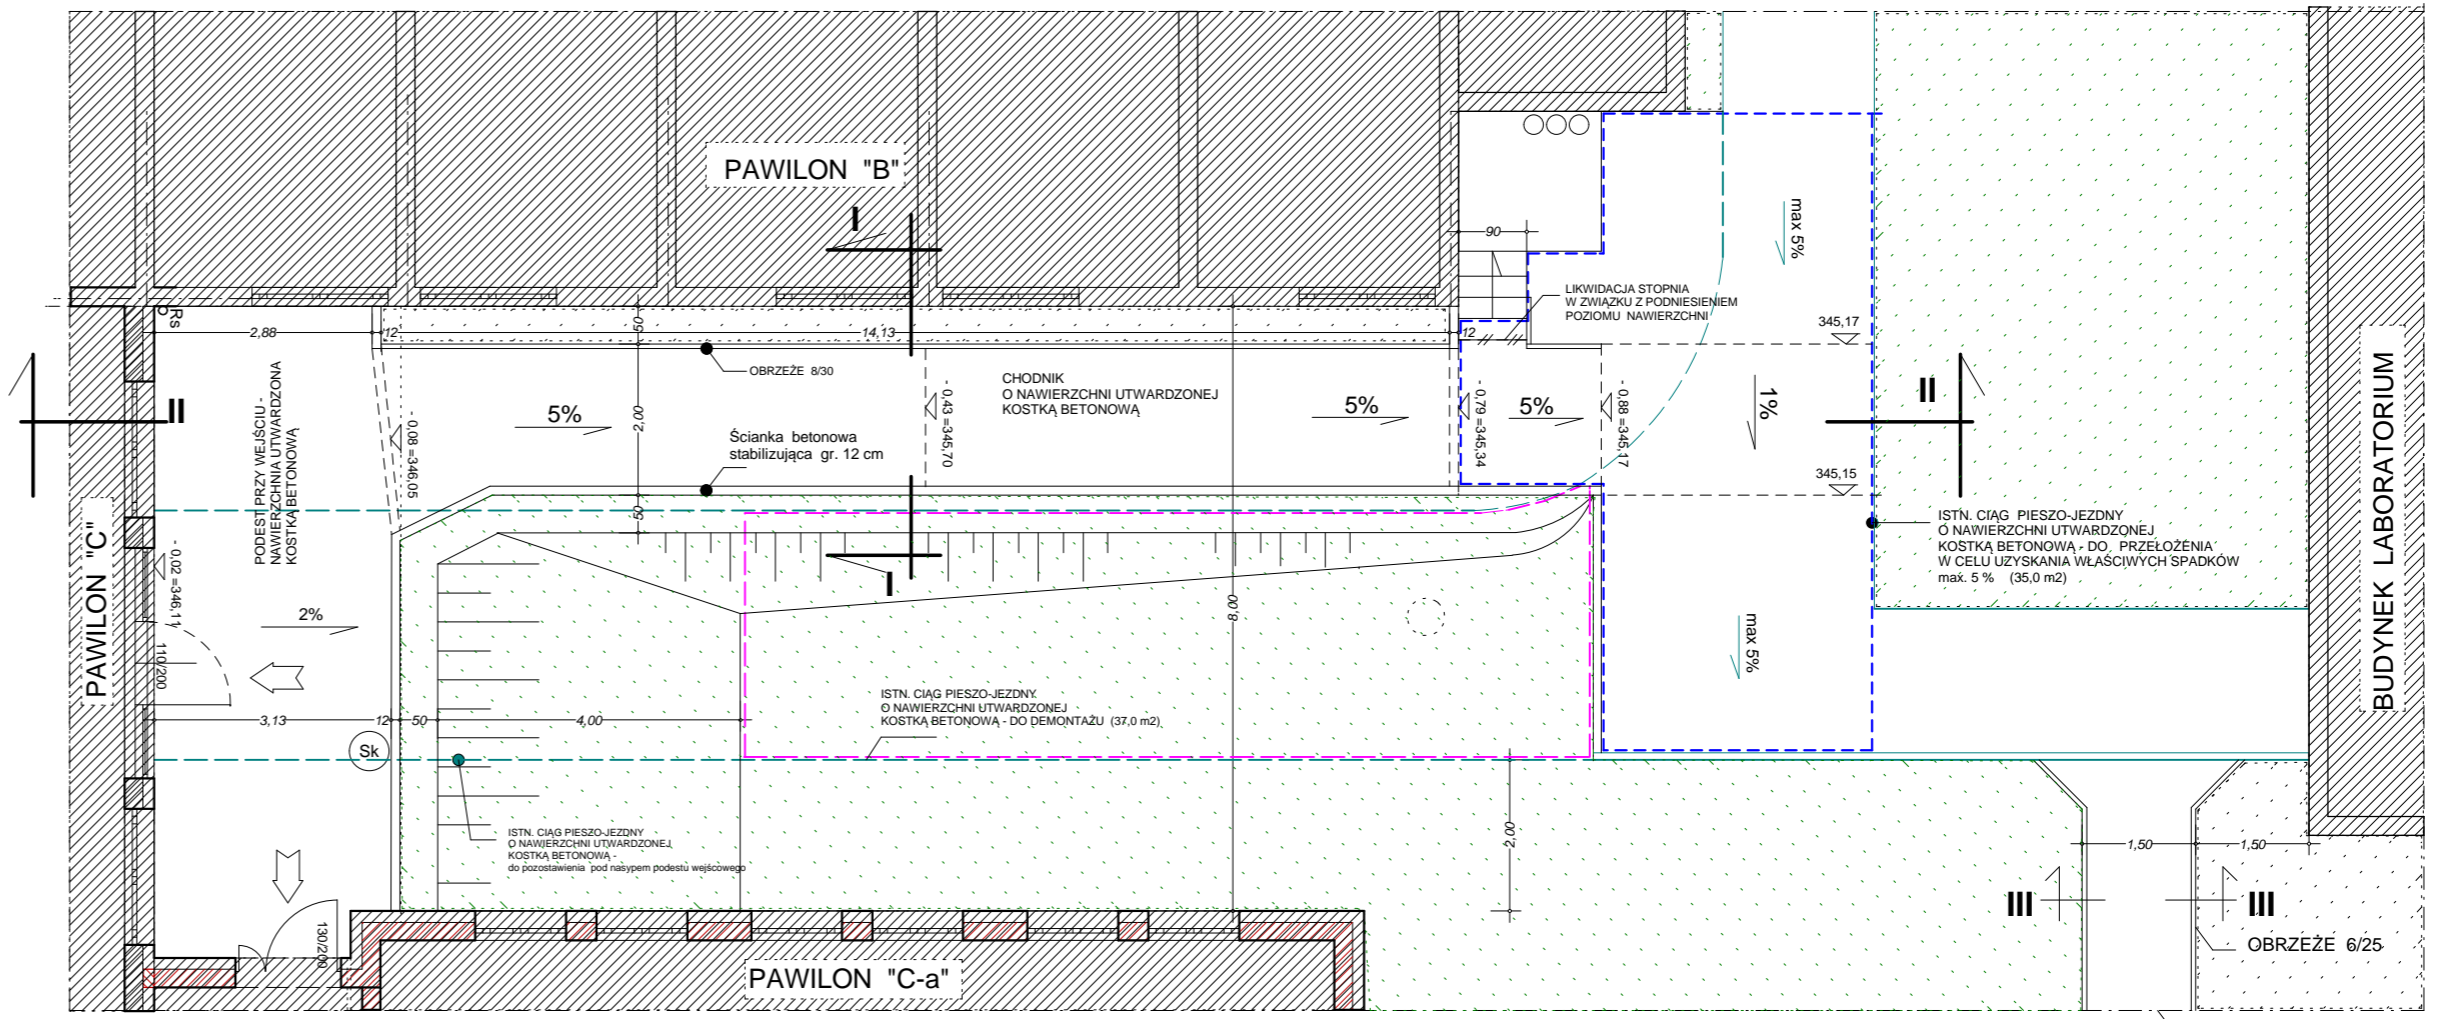 PAWILON "B"
I
90
max 5%
LIKWIDACJA STOPNIA
W ZWIĄZKU Z PODNIESIENIEM
POZIOMU NAWIERZCHNI
345,17
Rs
2,88
12
50
14,13
12
OBRZEŻE 8/30
CHODNIK
O NAWIERZCHNI UTWARDZONEJ
KOSTKĄ BETONOWĄ
II
PODEST PRZY WEJŚCIU -
NAWIERZCHNIA UTWARDZONA
KOSTKĄ BETONOWĄ
- 0,08 =346,05
5%
2,00
- 0,43 =345,70
5%
- 0,79 =345,34
5%
- 0,88 =345,17
1%
II
BUDYNEK LABORATORIUM
Ścianka betonowa
stabilizująca gr. 12 cm
345,15
50
ISTN. CIĄG PIESZO-JEZDNY
O NAWIERZCHNI UTWARDZONEJ
KOSTKĄ BETONOWĄ - DO PRZEŁOŻENIA
W CELU UZYSKANIA WŁAŚCIWYCH SPADKÓW
max. 5 % (35,0 m2)
PAWILON "C"
- 0,02 =346,11
2%
I
8,00
110/200
max 5%
3,13
12
50
4,00
ISTN. CIĄG PIESZO-JEZDNY
O NAWIERZCHNI UTWARDZONEJ
KOSTKĄ BETONOWĄ - DO DEMONTAŻU (37,0 m2)
Sk
ISTN. CIĄG PIESZO-JEZDNY
O NAWIERZCHNI UTWARDZONEJ
KOSTKĄ BETONOWĄ -
do pozostawienia pod nasypem podestu wejścowego
2,00
1,50
1,50
III
III
130/200
OBRZEŻE 6/25
PAWILON "C-a"